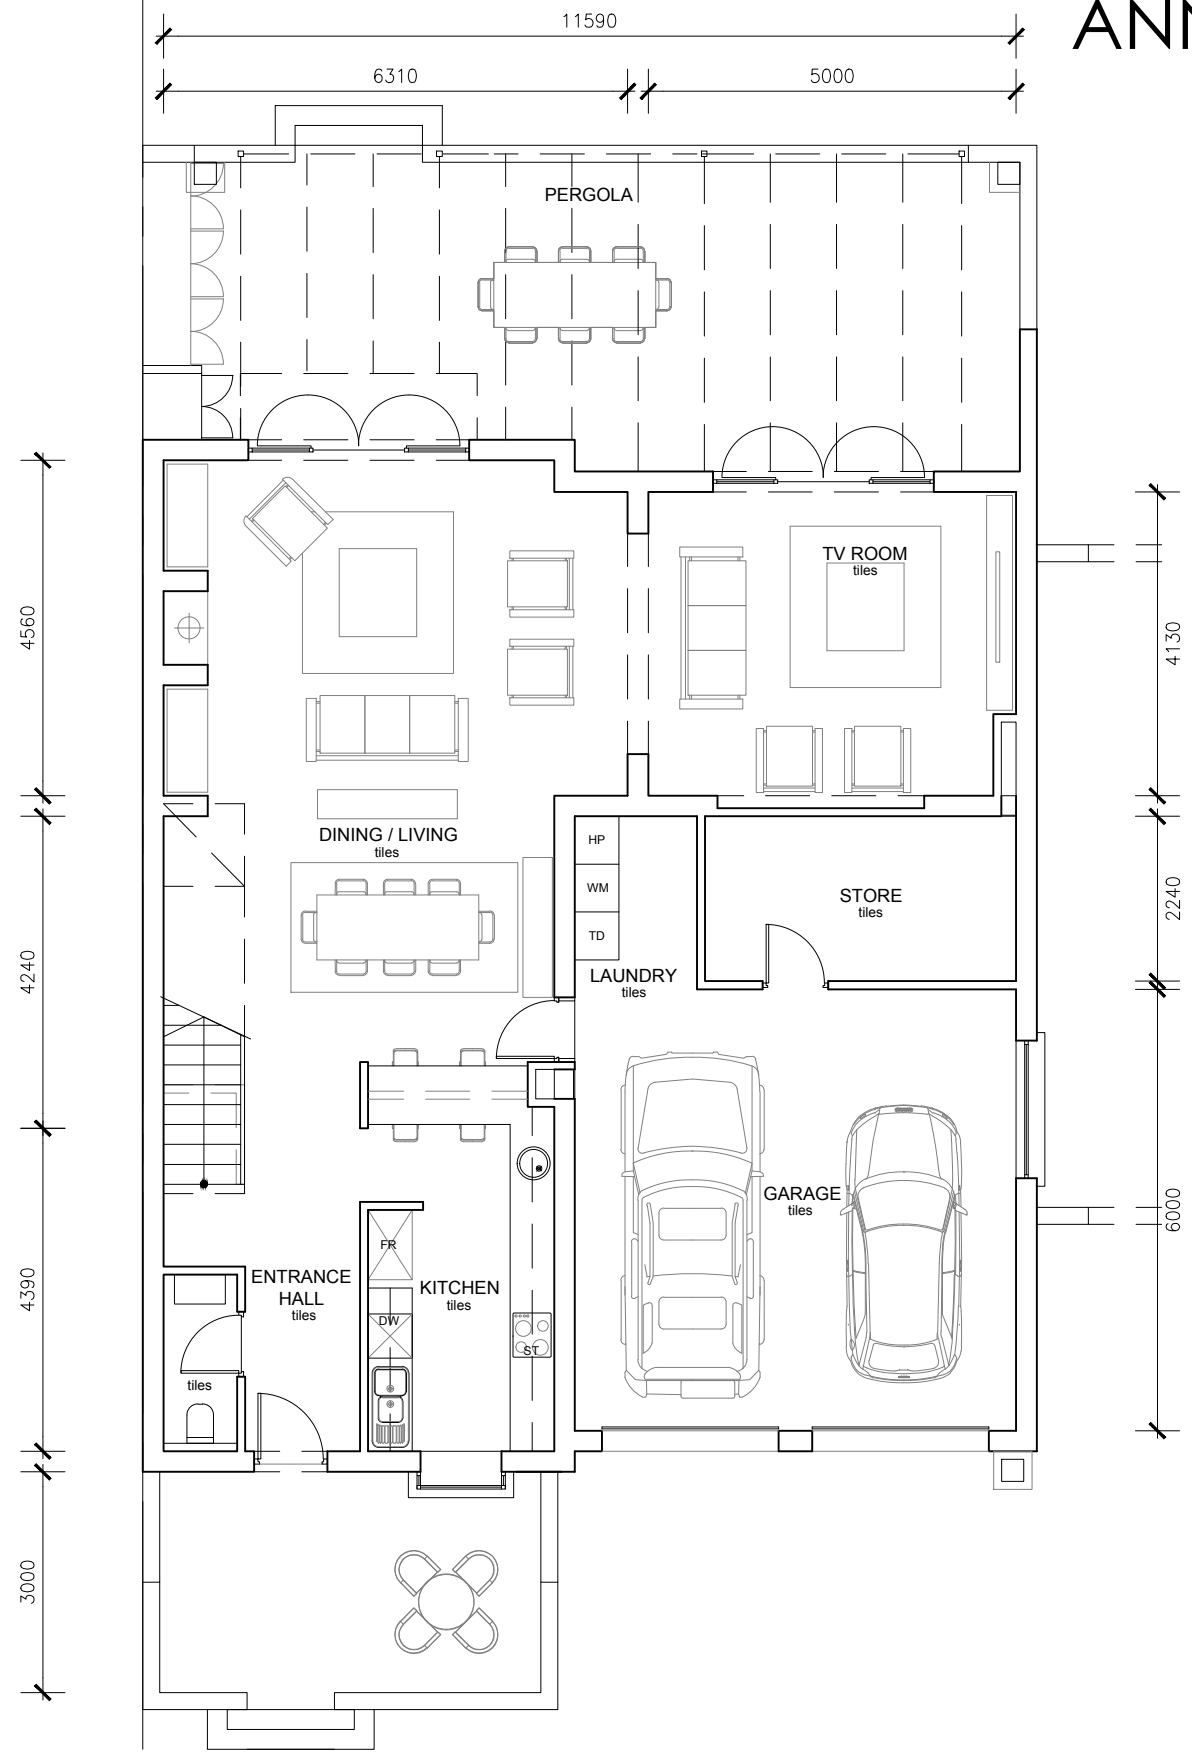 11590
ANN
6310
5000
PERGOLA
TV ROOM
tiles
4560
4130
DINING / LIVING
tiles
HP
WM
TD
STORE
tiles
2240
4240
LAUNDRY
tiles
GARAGE
tiles
6000
FR
ENTRANCE
HALL
tiles
KITCHEN
tiles
4390
DW
ST
tiles
3000